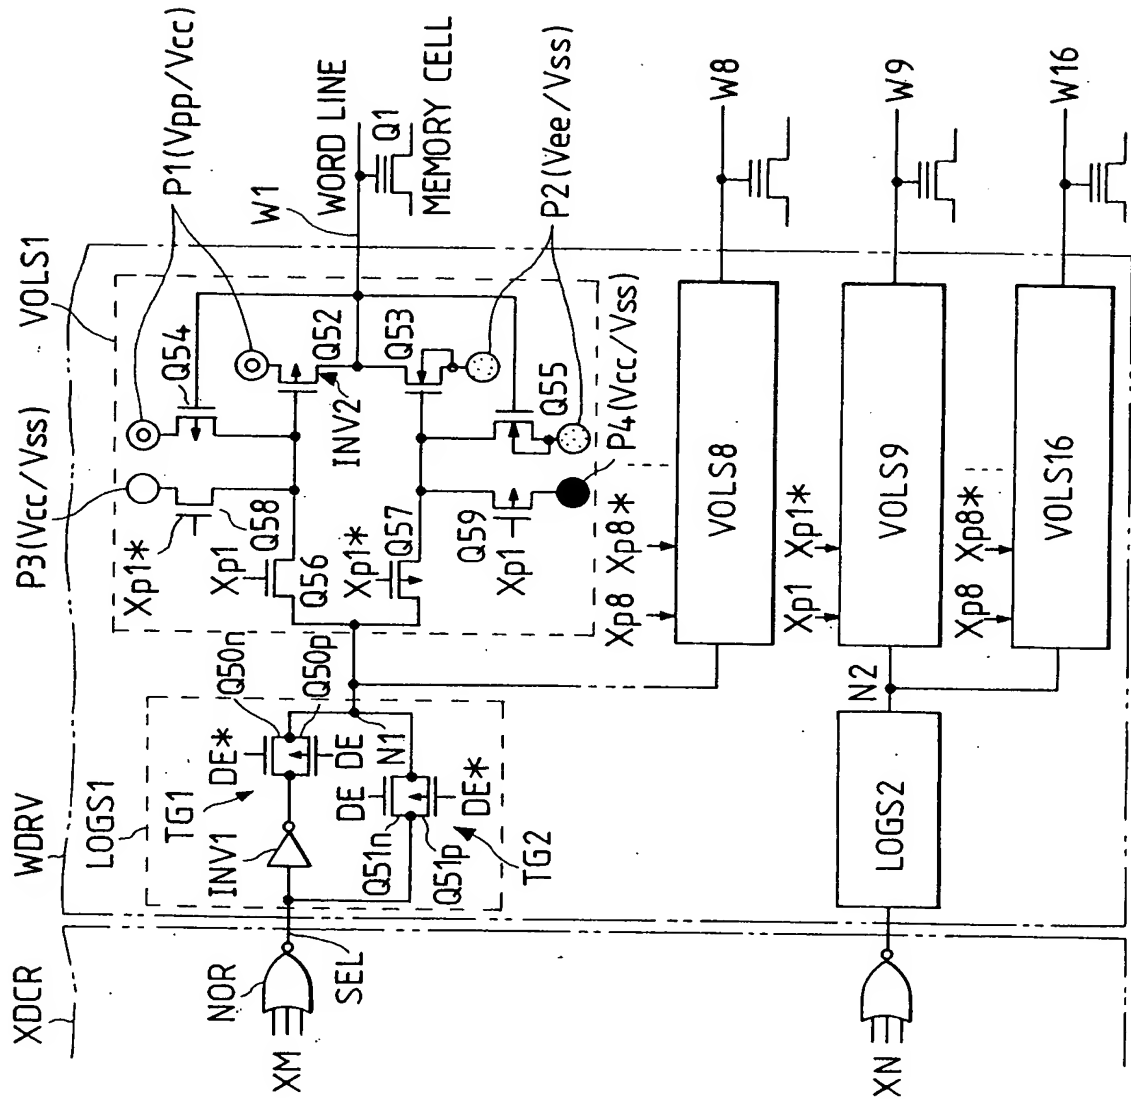 XDCR
WDRV
LOGS1
P3(Vcc/Vss)
VOLS1
P1(Vpp/Vcc)
NOR
XM
SEL
INV1
TG1
DE*
Q50n
Q50p
DE
N1
DE
DE*
Q51n
Q51p
TG2
Xp1*
Q58
Xp1
Q56
Q54
Q52
INV2
Xp1*
Q57
Q53
Q59
Xp1
Q55
P4(Vcc/Vss)
P2(Vee/Vss)
W1
WORD LINE
Q1
MEMORY CELL
Xp8
Xp8*
VOLS8
W8
Xp1
Xp1*
VOLS9
W9
XN
LOGS2
N2
Xp8
Xp8*
VOLS16
W16